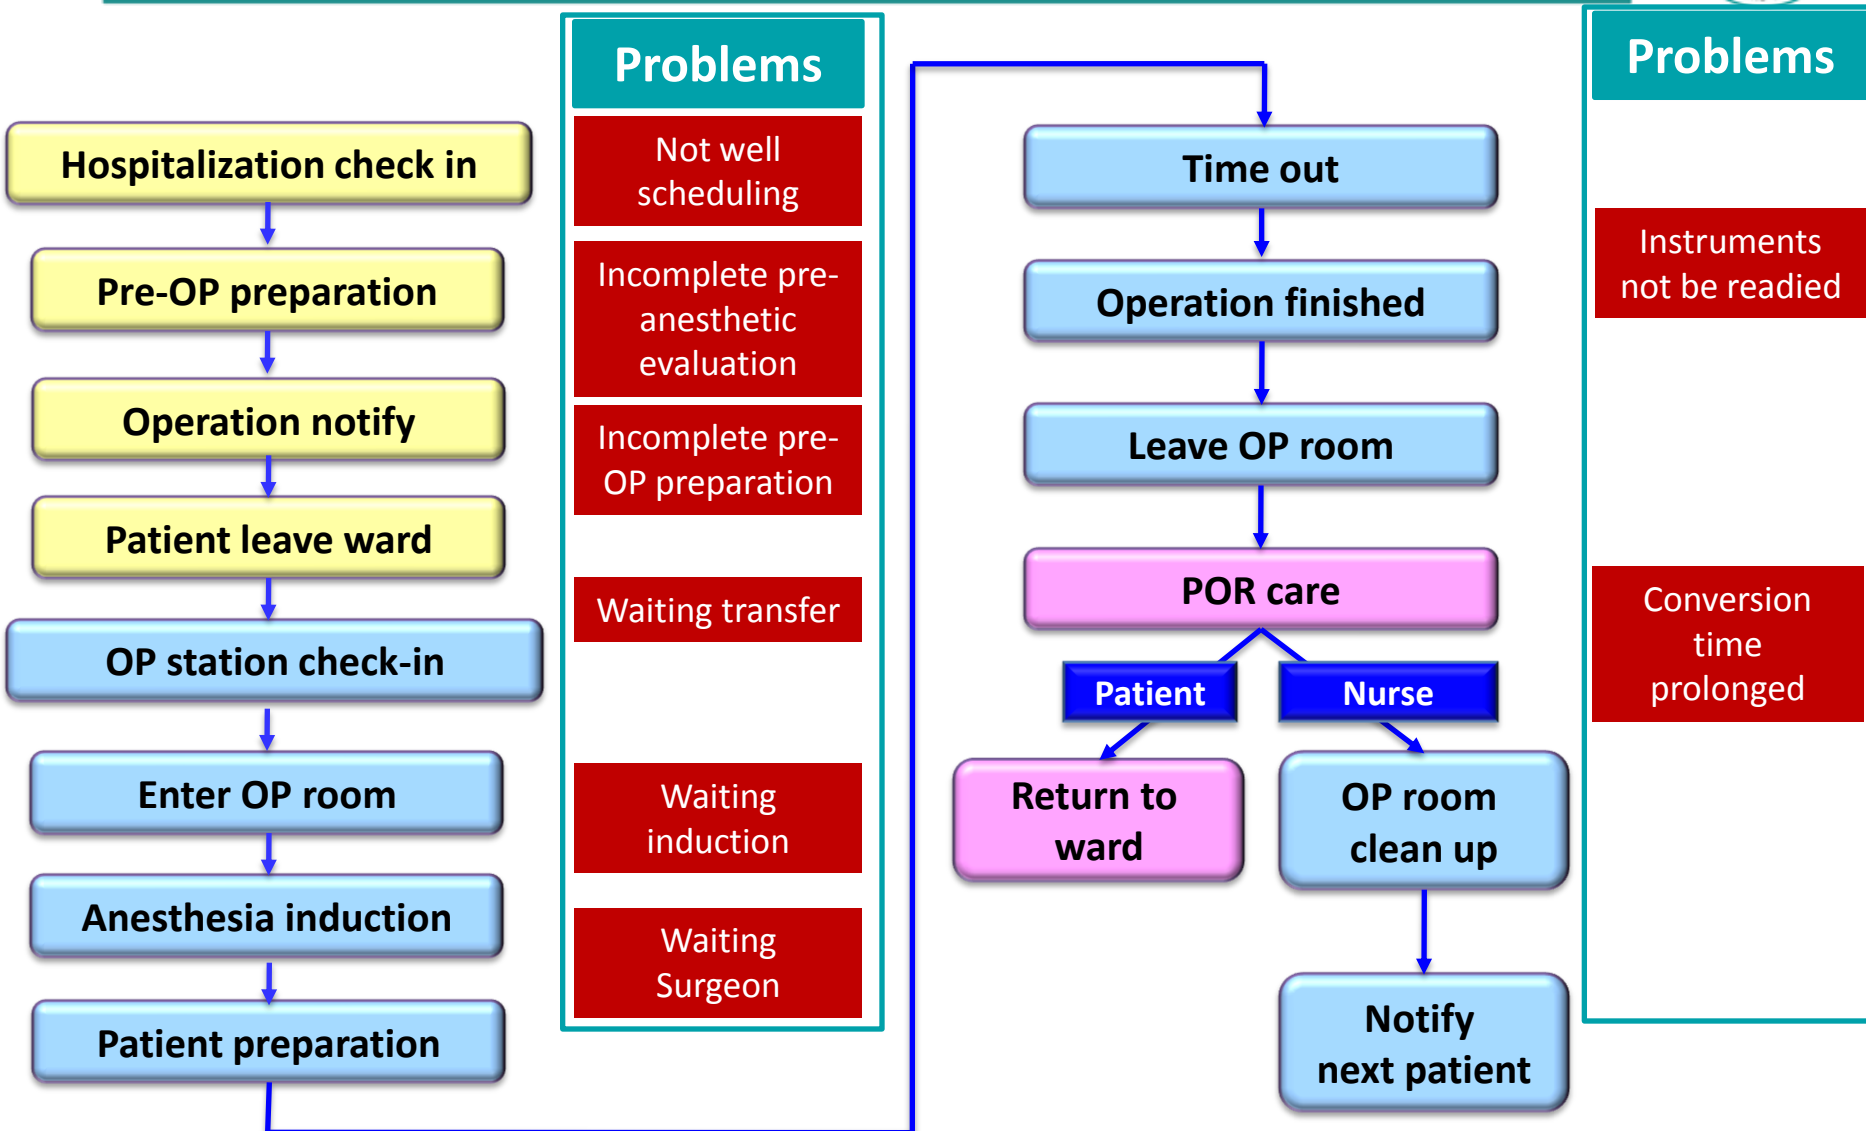 Hospitalization check in
Pre-OP preparation
Operation notify
Patient leave ward
OP station check-in
Enter OP room
Anesthesia induction
Patient preparation
Problems
Not well
scheduling
Incomplete pre-
anesthetic
evaluation
Incomplete pre-
OP preparation
Waiting transfer
Waiting
induction
Waiting
Surgeon
Time out
Operation finished
Leave OP room
POR care
Patient
Nurse
Return to
ward
OP room
clean up
Notify
next patient
Problems
Instruments
not be readied
Conversion
time
prolonged